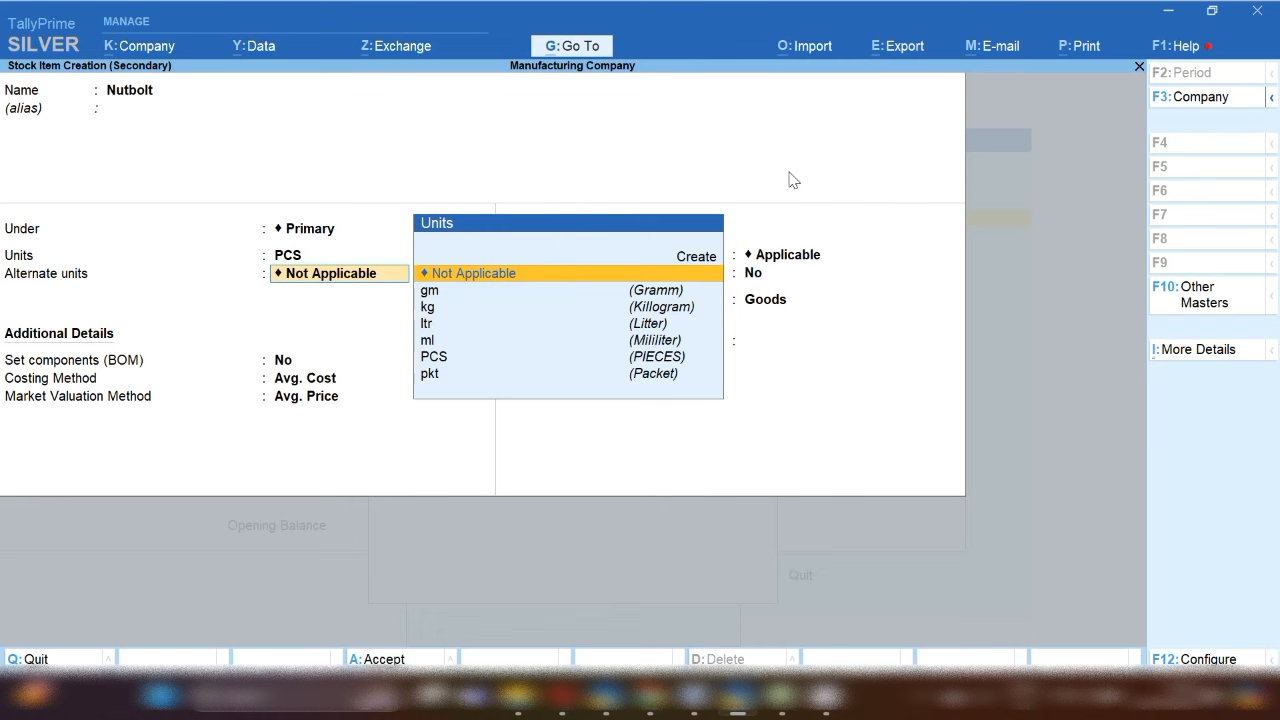 TallyPrime
MANAGE
SILVER
K:Company
Y:Data
Z:Exchange
G:Go To
O:Import
E:Export
M:E-mail
P:Print
F1:Help
Stock Item Creation (Secondary)
Manufacturing Company
F2:Period
F3:Company
Name : Nutbolt
(alias) :
F4
F5
F6
F7
F8
F9
F10:Other
Masters
I:More Details
Under : ♦ Primary
Units : PCS
Alternate units : ♦ Not Applicable
Units
Create
♦ Not Applicable
gm (Gramm)
kg (Killogram)
ltr (Litter)
ml (Mililiter)
PCS (PIECES)
pkt (Packet)
: ♦ Applicable
: No
: Goods
:
Additional Details
Set components (BOM) : No
Costing Method : Avg. Cost
Market Valuation Method : Avg. Price
Opening Balance
Quit
Q:Quit
A:Accept
D:Delete
F12:Configure